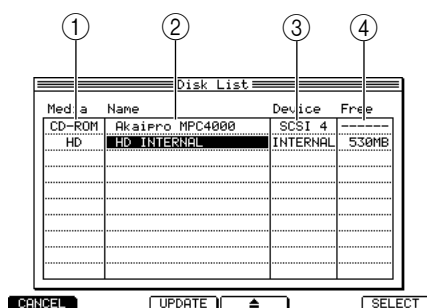 1 2 3 4
Disk List
Media Name Device Free
CD-ROM Akaipro MPC4000 SCSI 4 ------
HD HD INTERNAL INTERNAL 530MB
CANCEL UPDATE SELECT